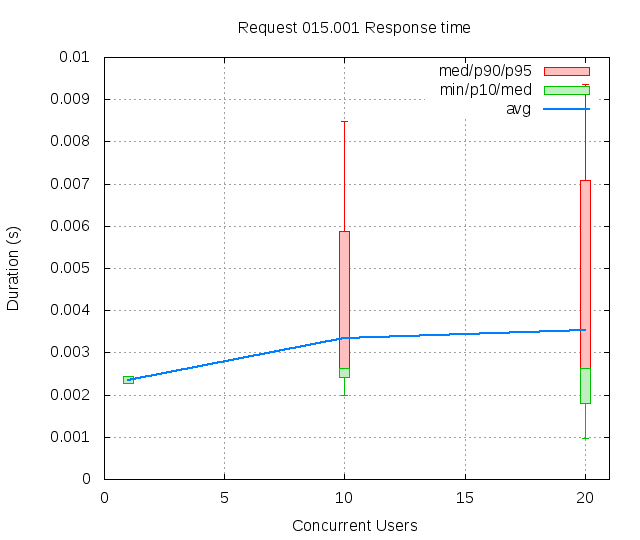 Request 015.001 Response time
med/p90/p95
min/p10/med
avg
Duration (s)
0.01
0.009
0.008
0.007
0.006
0.005
0.004
0.003
0.002
0.001
0
0 5 10 15 20
Concurrent Users